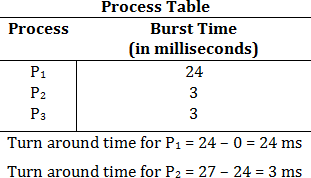 Process Table
Process Burst Time
(in milliseconds)
P₁ 24
P₂ 3
P₃ 3
Turn around time for P₁ = 24 – 0 = 24 ms
Turn around time for P₂ = 27 – 24 = 3 ms